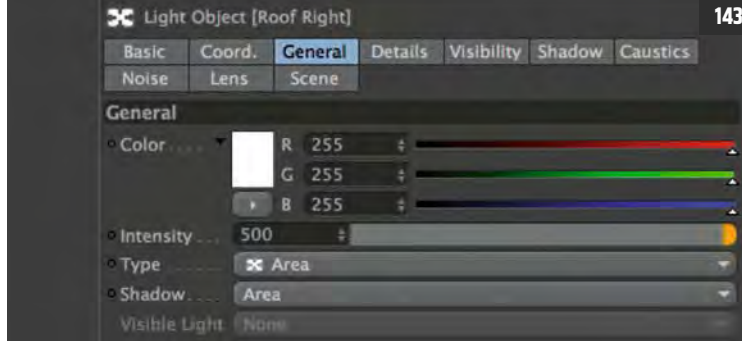 Light Object [Roof Right]
143
Basic Coord. General Details Visibility Shadow Caustics
Noise Lens Scene
General
Color.... R 255
G 255
B 255
Intensity... 500
Type ...... Area
Shadow.... Area
Visible Light None